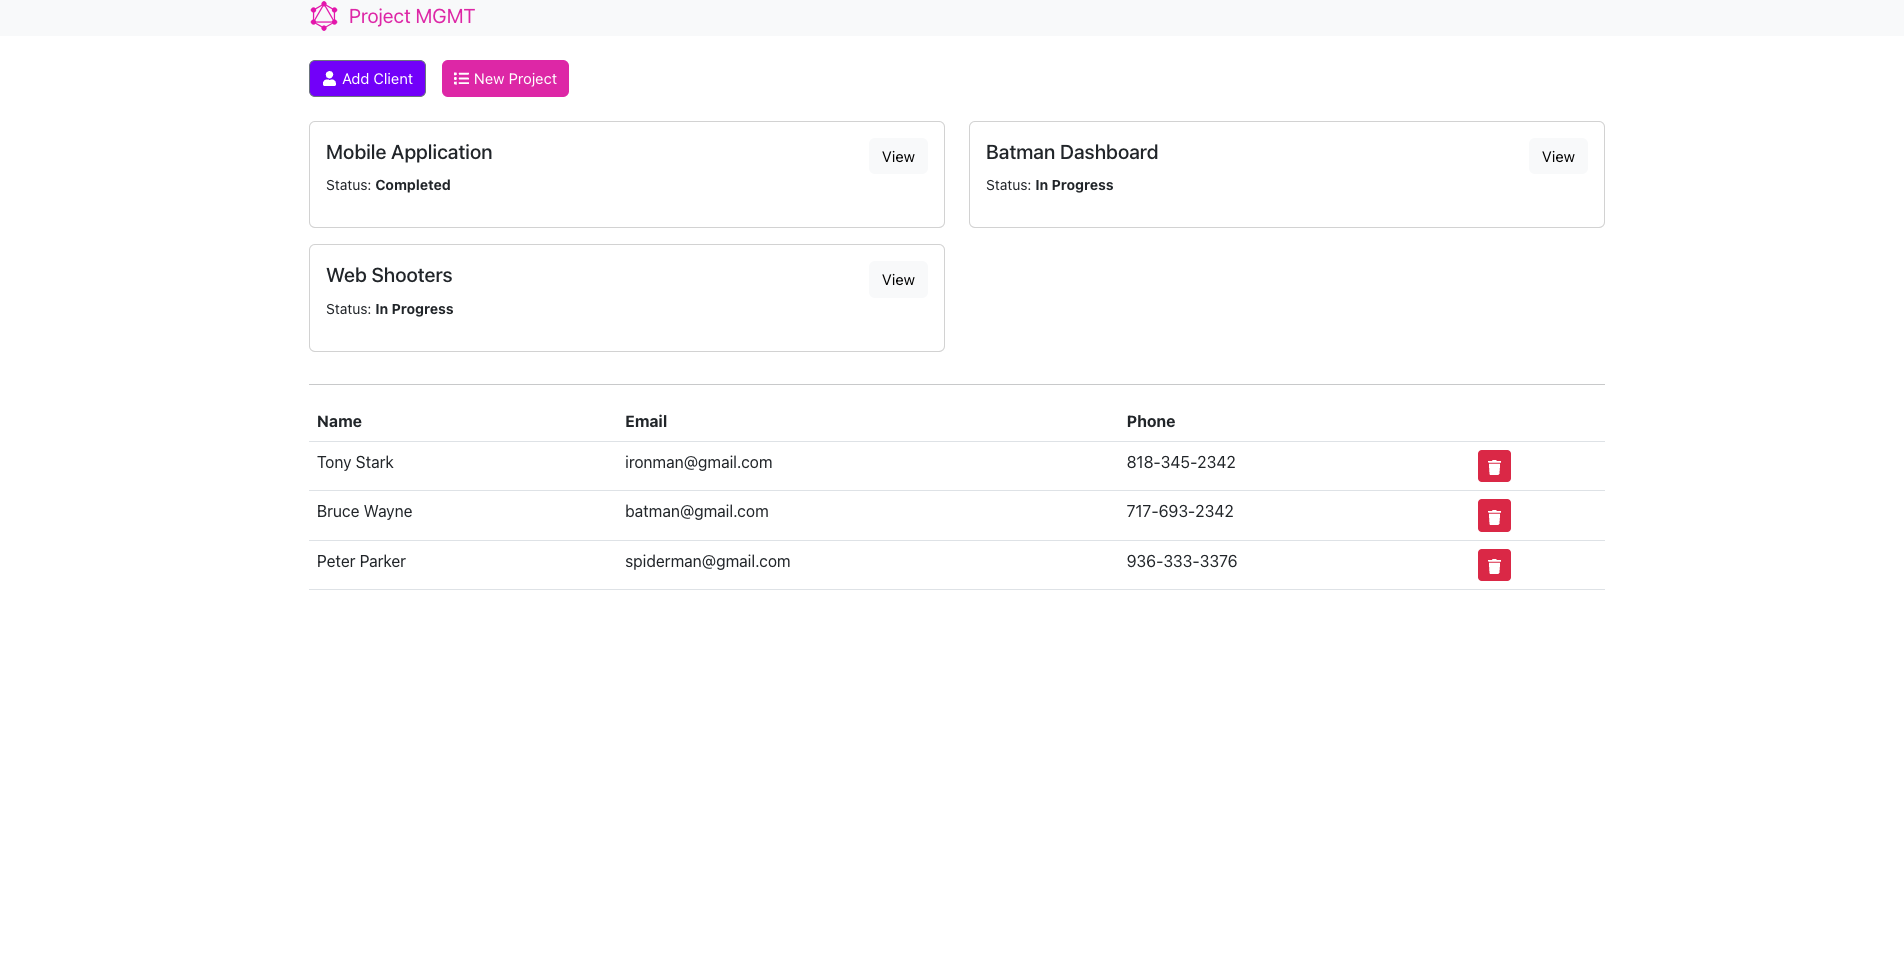 Project MGMT
Add Client New Project
Mobile Application View
Status: Completed
Batman Dashboard View
Status: In Progress
Web Shooters View
Status: In Progress
Name Email Phone
Tony Stark ironman@gmail.com 818-345-2342
Bruce Wayne batman@gmail.com 717-693-2342
Peter Parker spiderman@gmail.com 936-333-3376